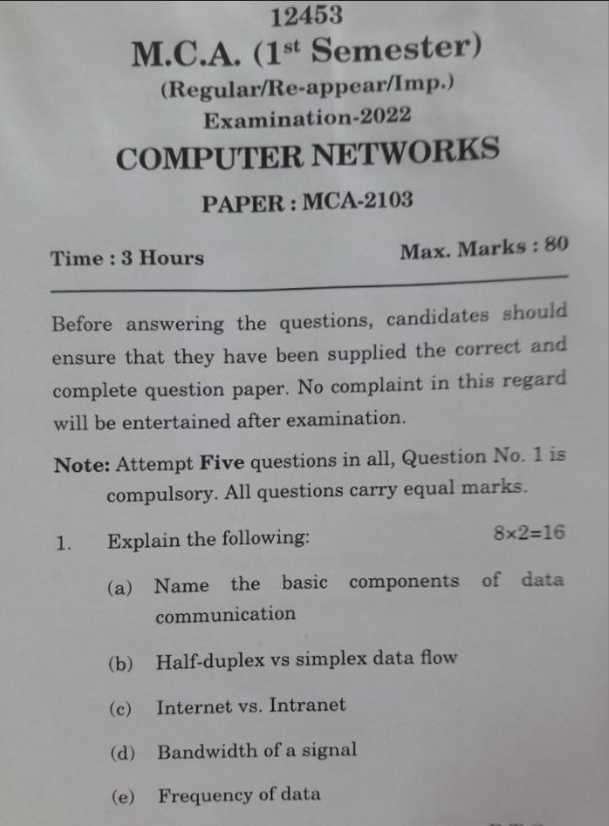 12453
M.C.A. (1st Semester)
(Regular/Re-appear/Imp.)
Examination-2022
COMPUTER NETWORKS
PAPER : MCA-2103
Time : 3 Hours Max. Marks : 80
Before answering the questions, candidates should
ensure that they have been supplied the correct and
complete question paper. No complaint in this regard
will be entertained after examination.
Note: Attempt Five questions in all, Question No. 1 is
compulsory. All questions carry equal marks.
1. Explain the following: 8×2=16
(a) Name the basic components of data
communication
(b) Half-duplex vs simplex data flow
(c) Internet vs. Intranet
(d) Bandwidth of a signal
(e) Frequency of data